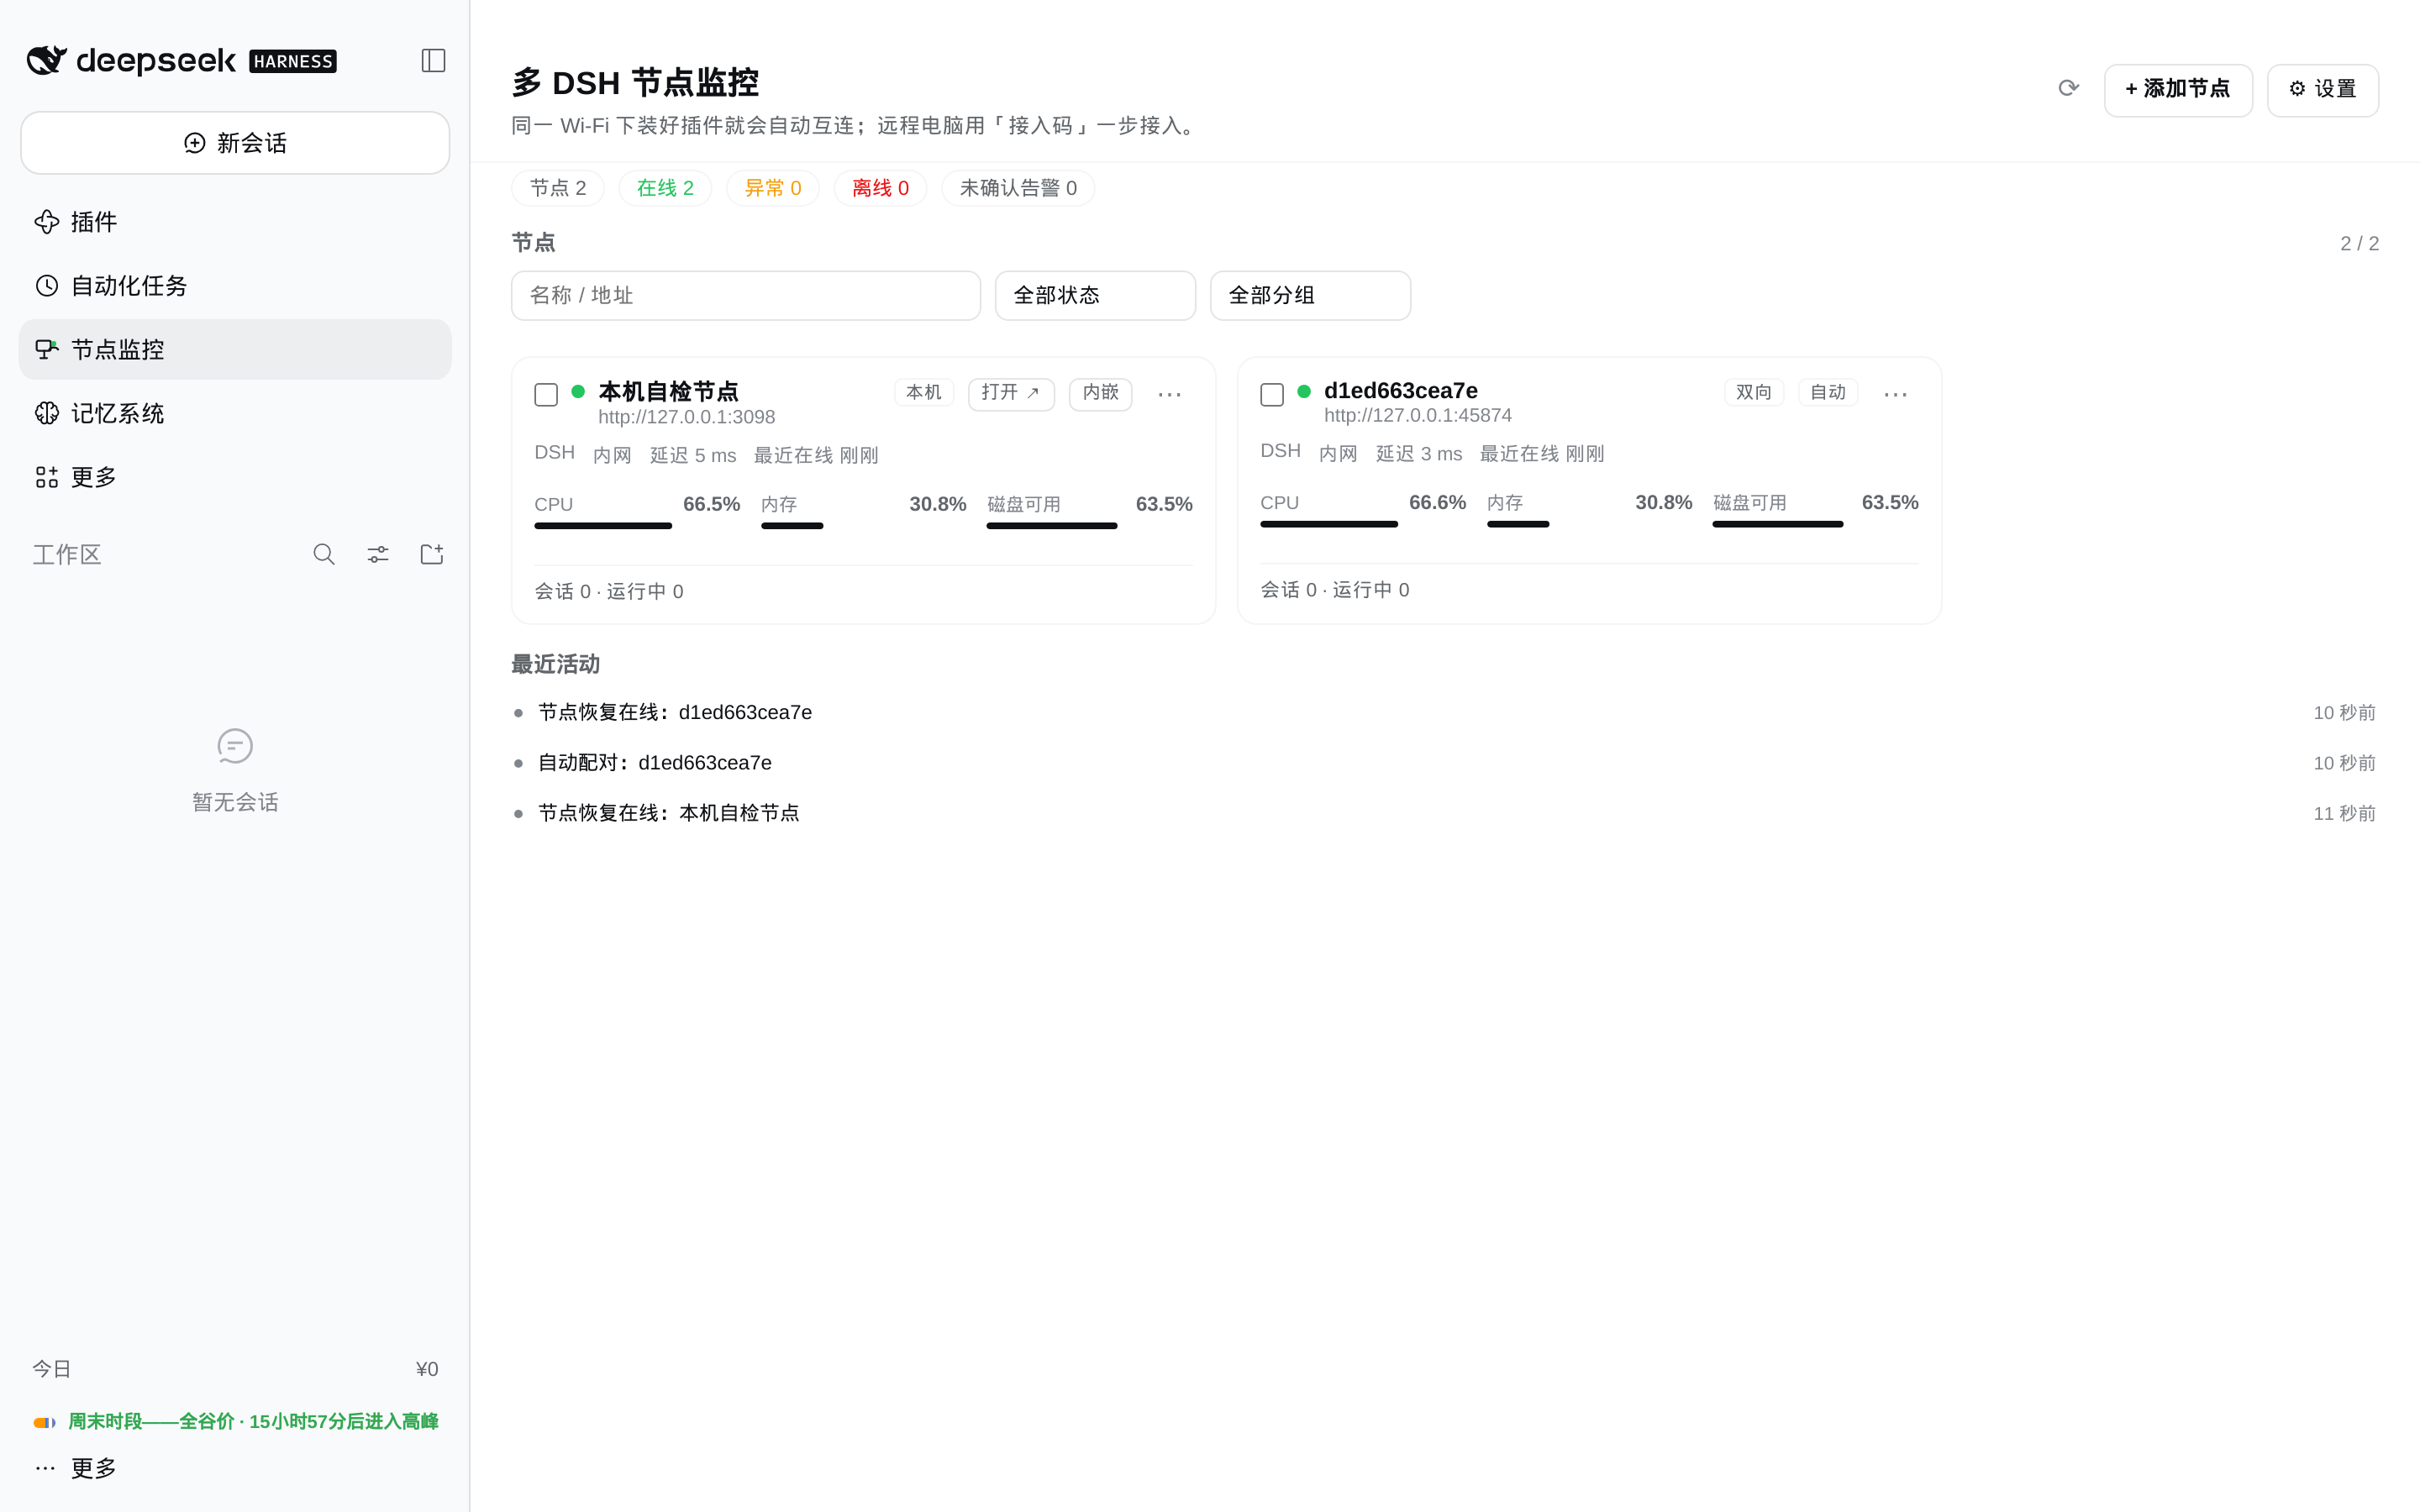 deepseek HARNESS
新会话
插件
自动化任务
节点监控
记忆系统
更多
工作区
暂无会话
今日 ¥0
周末时段——全谷价 · 15小时57分后进入高峰
··· 更多
多 DSH 节点监控
同一 Wi-Fi 下装好插件就会自动互连；远程电脑用「接入码」一步接入。
⟳ + 添加节点 ⚙ 设置
节点 2 在线 2 异常 0 离线 0 未确认告警 0
节点 2 / 2
名称 / 地址 全部状态 全部分组
本机自检节点 本机 打开 ↗ 内嵌 ···
http://127.0.0.1:3098
DSH 内网 延迟 5 ms 最近在线 刚刚
CPU 66.5% 内存 30.8% 磁盘可用 63.5%
会话 0 · 运行中 0
d1ed663cea7e 双向 自动 ···
http://127.0.0.1:45874
DSH 内网 延迟 3 ms 最近在线 刚刚
CPU 66.6% 内存 30.8% 磁盘可用 63.5%
会话 0 · 运行中 0
最近活动
节点恢复在线：d1ed663cea7e 10 秒前
自动配对：d1ed663cea7e 10 秒前
节点恢复在线：本机自检节点 11 秒前